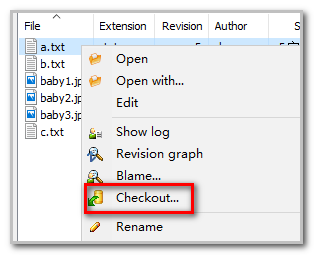 File Extension Revision Author
a.txt
b.txt
baby1.jp
baby2.jp
baby3.jp
c.txt
Open
Open with...
Edit
Show log
Revision graph
Blame...
Checkout...
Rename